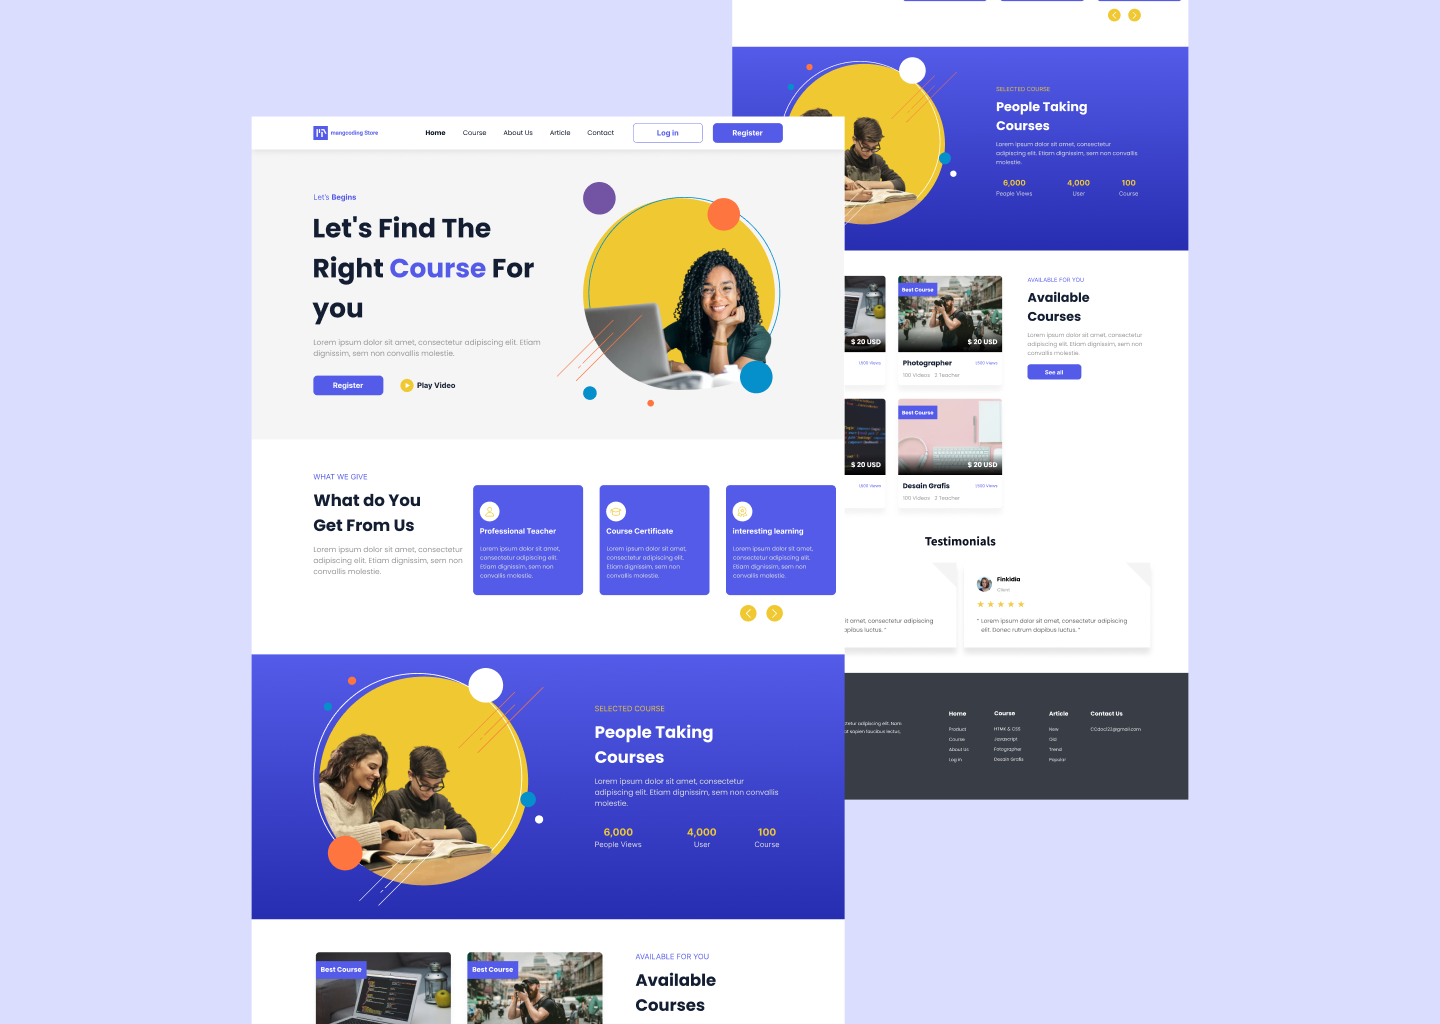 mengcoding Store
Home
Course
About Us
Article
Contact
Log in
Register
Let's Begins
Let's Find The
Right Course For
you
Lorem ipsum dolor sit amet, consectetur adipiscing elit. Etiam
dignissim, sem non convallis molestie.
Register
Play Video
WHAT WE GIVE
What do You
Get From Us
Lorem ipsum dolor sit amet, consectetur
adipiscing elit. Etiam dignissim, sem non
convallis molestie.
Professional Teacher
Lorem ipsum dolor sit amet,
consectetur adipiscing elit.
Etiam dignissim, sem non
convallis molestie.
Course Certificate
Lorem ipsum dolor sit amet,
consectetur adipiscing elit.
Etiam dignissim, sem non
convallis molestie.
interesting learning
Lorem ipsum dolor sit amet,
consectetur adipiscing elit.
Etiam dignissim, sem non
convallis molestie.
SELECTED COURSE
People Taking
Courses
Lorem ipsum dolor sit amet, consectetur
adipiscing elit. Etiam dignissim, sem non convallis
molestie.
6,000
People Views
4,000
User
100
Course
Best Course
Best Course
AVAILABLE FOR YOU
Available
Courses
SELECTED COURSE
People Taking
Courses
Lorem ipsum dolor sit amet, consectetur
adipiscing elit. Etiam dignissim, sem non convallis
molestie.
6,000
People Views
4,000
User
100
Course
$ 20 USD
Best Course
$ 20 USD
Photographer
100 Videos
2 Teacher
AVAILABLE FOR YOU
Available
Courses
Lorem ipsum dolor sit amet, consectetur
adipiscing elit. Etiam dignissim, sem non
convallis molestie.
See all
$ 20 USD
Best Course
$ 20 USD
Desain Grafis
100 Videos
2 Teacher
Testimonials
amet, consectetur adipiscing
dapibus luctus. "
Finkidia
Client
" Lorem ipsum dolor sit amet, consectetur adipiscing
elit. Donec rutrum dapibus luctus. "
adipiscing elit. Nam
sapien faucibus lectus,
Home
Product
Course
About Us
Log In
Course
HTMX & CSS
Javascript
Fotographer
Desain Grafis
Article
New
Old
Trend
Popular
Contact Us